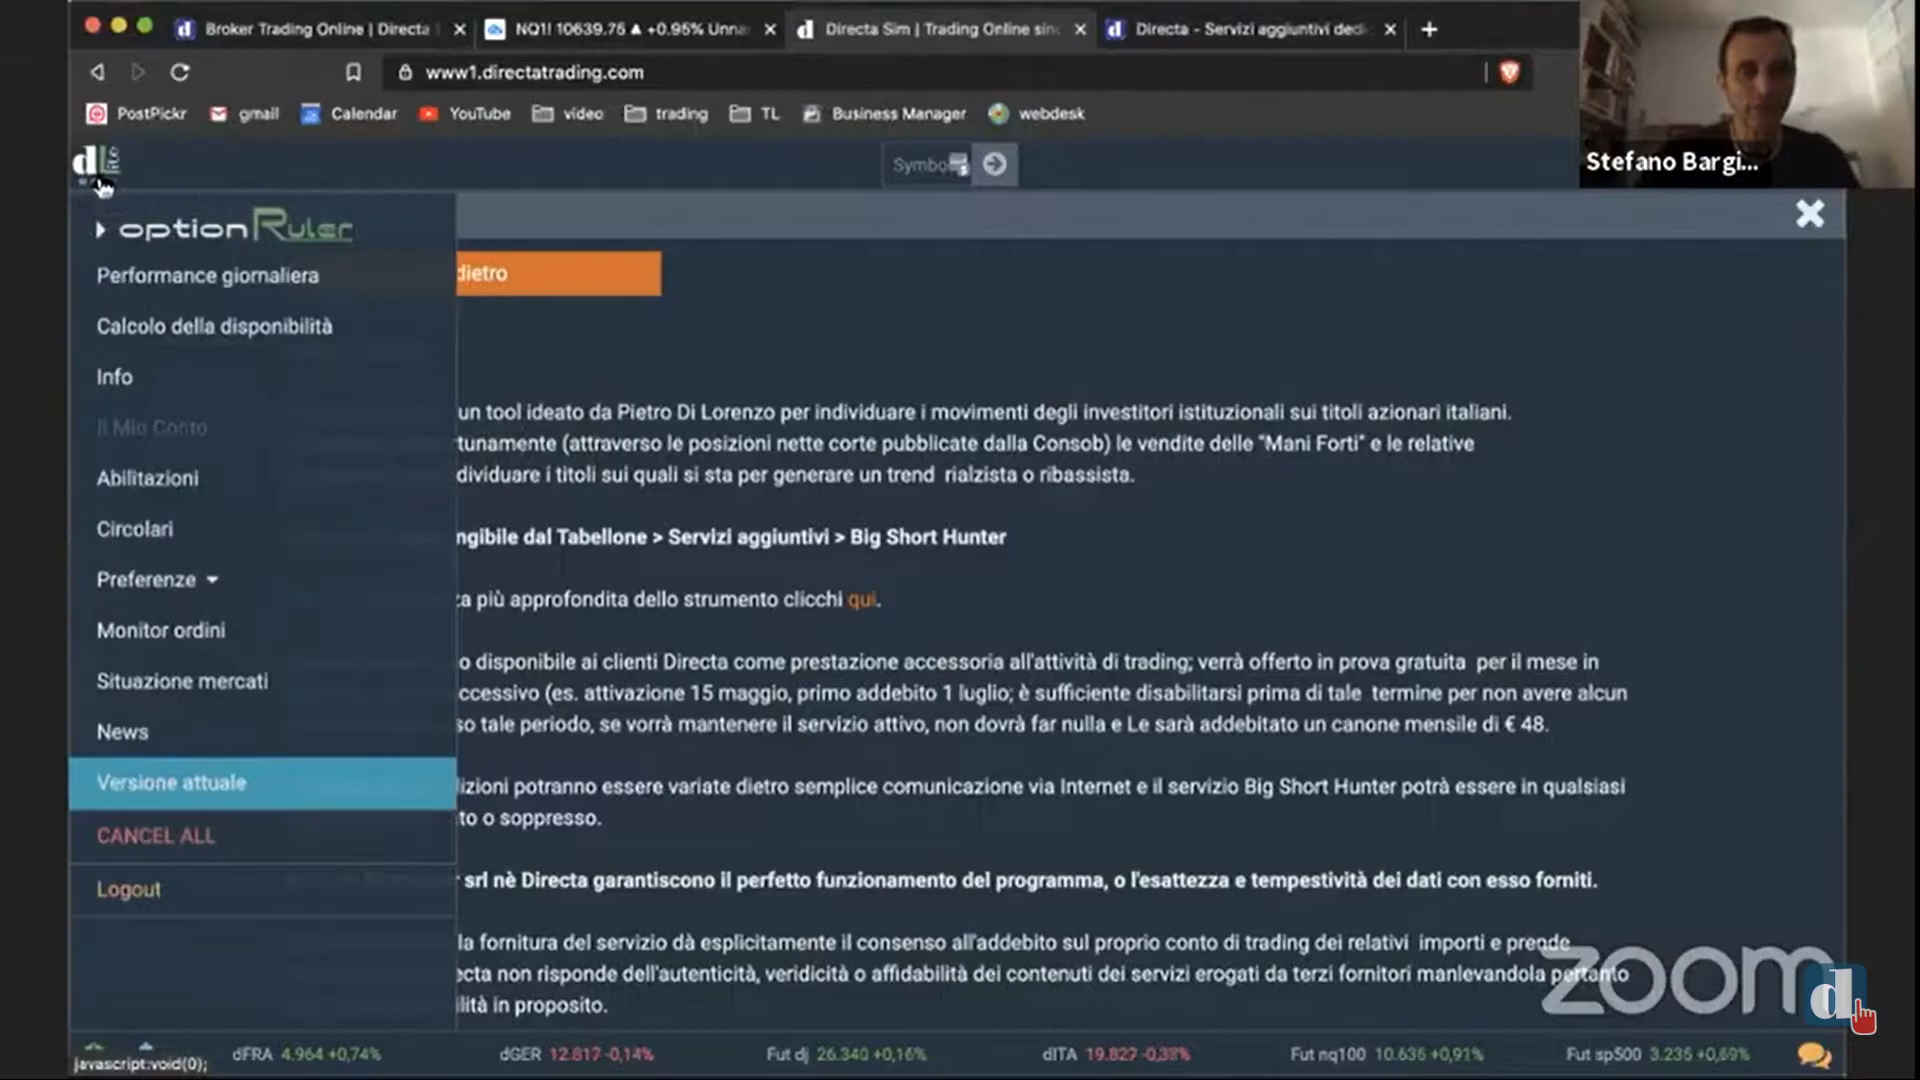 Broker Trading Online | Directa
NQ1! 10639.75 ▲ +0.95% Unna
Directa Sim | Trading Online sinc
Directa - Servizi aggiuntivi dedi
www1.directatrading.com
PostPickr
gmail
Calendar
YouTube
video
trading
TL
Business Manager
webdesk
Stefano Bargi...
dLite
Symbo
optionRuler
Performance giornaliera
Calcolo della disponibilità
Info
Il Mio Conto
Abilitazioni
Circolari
Preferenze
Monitor ordini
Situazione mercati
News
Versione attuale
CANCEL ALL
Logout
dietro
un tool ideato da Pietro Di Lorenzo per individuare i movimenti degli investitori istituzionali sui titoli azionari italiani.
tunamente (attraverso le posizioni nette corte pubblicate dalla Consob) le vendite delle "Mani Forti" e le relative
dividuare i titoli sui quali si sta per generare un trend rialzista o ribassista.
ngibile dal Tabellone > Servizi aggiuntivi > Big Short Hunter
za più approfondita dello strumento clicchi qui.
o disponibile ai clienti Directa come prestazione accessoria all'attività di trading; verrà offerto in prova gratuita per il mese in
ccessivo (es. attivazione 15 maggio, primo addebito 1 luglio; è sufficiente disabilitarsi prima di tale termine per non avere alcun
so tale periodo, se vorrà mantenere il servizio attivo, non dovrà far nulla e Le sarà addebitato un canone mensile di € 48.
dizioni potranno essere variate dietro semplice comunicazione via Internet e il servizio Big Short Hunter potrà essere in qualsiasi
to o soppresso.
r srl nè Directa garantiscono il perfetto funzionamento del programma, o l'esattezza e tempestività dei dati con esso forniti.
la fornitura del servizio dà esplicitamente il consenso all'addebito sul proprio conto di trading dei relativi importi e prende
ecta non risponde dell'autenticità, veridicità o affidabilità dei contenuti dei servizi erogati da terzi fornitori manlevandola pertanto
ilità in proposito.
zoom
d
javascript:void(0);
dFRA 4.964 +0,74%
dGER 12.817 -0,14%
Fut dj 26.340 +0,16%
dITA 19.827 -0,38%
Fut nq100 10.636 +0,91%
Fut sp500 3.235 +0,69%